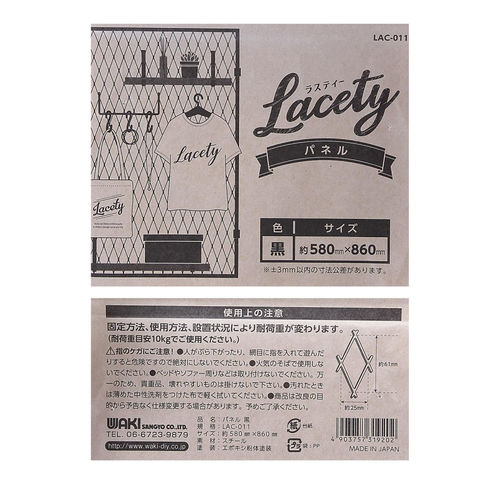 LAC-011
ラスティー
Lacety
パネル
Lacety
Lacety
色 サイズ
黒 約580mm×860mm
※±3mm以内の寸法公差があります。
使用上の注意
固定方法、使用方法、設置状況により耐荷重が変わります。
(耐荷重目安10kgでご使用ください。)
⚠指のケガにご注意!●人がぶら下がったり、網目に指を入れて遊んだ
りすると危険ですので絶対にしないでください。●火気のそばで使用し
ないでください。●ベッドやソファー周りなどは取り付けないでください。万
一のため、貴重品、壊れやすいものは掛けないで下さい。●汚れたときは
は薄めた中性洗剤をつけた布で軽く拭いてください。●商品は改良の目
的から予告なく仕様変更する場合があります。予めご了承ください。
約61mm
約25mm
WAKI SANGYO CO.,LTD.
TEL. 06-6723-9879
http://www.waki-diy.co.jp
品名:パネル 黒
規格:LAC-011
サイズ:約580mm×860mm
素材:スチール
塗装:エポキシ粉体塗装
紙 台紙
プラ 袋:PP
4903757319202
MADE IN JAPAN